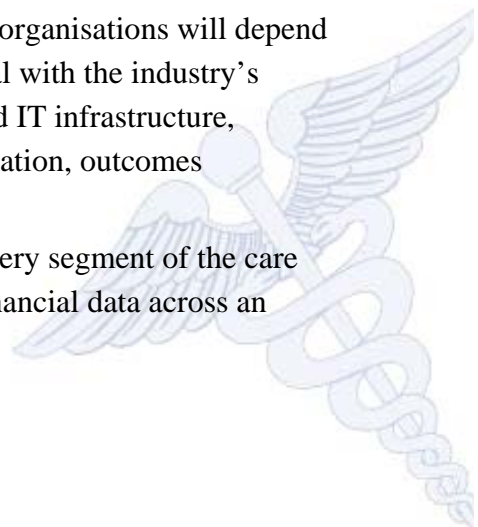 organisations will depend
al with the industry's
d IT infrastructure,
ation, outcomes
ery segment of the care
nancial data across an